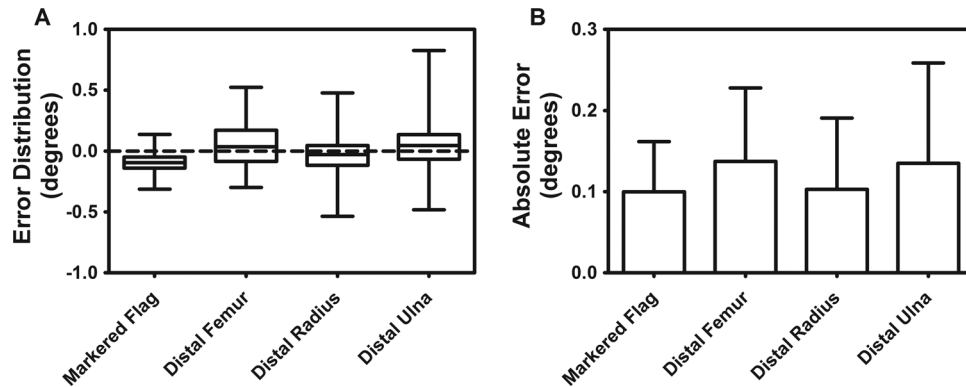 A
Error Distribution
(degrees)
1.0
0.5
0.0
-0.5
-1.0
Markered Flag
Distal Femur
Distal Radius
Distal Ulna
B
Absolute Error
(degrees)
0.3
0.2
0.1
0.0
Markered Flag
Distal Femur
Distal Radius
Distal Ulna